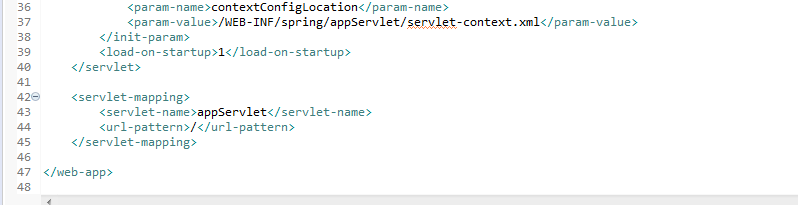 36 <param-name>contextConfigLocation</param-name>
37 <param-value>/WEB-INF/spring/appServlet/servlet-context.xml</param-value>
38 </init-param>
39 <load-on-startup>1</load-on-startup>
40 </servlet>
41
42 <servlet-mapping>
43 <servlet-name>appServlet</servlet-name>
44 <url-pattern>/</url-pattern>
45 </servlet-mapping>
46
47 </web-app>
48